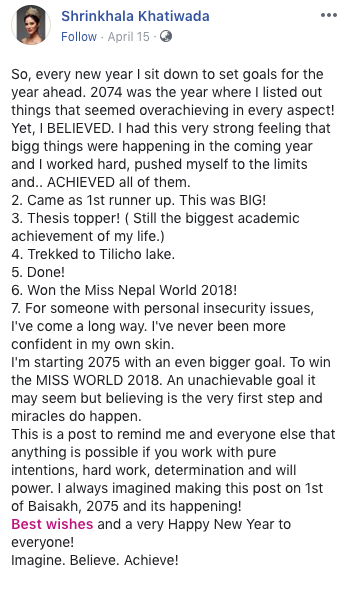 Shrinkhala Khatiwada
Follow · April 15 ·
So, every new year I sit down to set goals for the
year ahead. 2074 was the year where I listed out
things that seemed overachieving in every aspect!
Yet, I BELIEVED. I had this very strong feeling that
bigg things were happening in the coming year
and I worked hard, pushed myself to the limits
and.. ACHIEVED all of them.
2. Came as 1st runner up. This was BIG!
3. Thesis topper! ( Still the biggest academic
achievement of my life.)
4. Trekked to Tilicho lake.
5. Done!
6. Won the Miss Nepal World 2018!
7. For someone with personal insecurity issues,
I've come a long way. I've never been more
confident in my own skin.
I'm starting 2075 with an even bigger goal. To win
the MISS WORLD 2018. An unachievable goal it
may seem but believing is the very first step and
miracles do happen.
This is a post to remind me and everyone else that
anything is possible if you work with pure
intentions, hard work, determination and will
power. I always imagined making this post on 1st
of Baisakh, 2075 and its happening!
Best wishes and a very Happy New Year to
everyone!
Imagine. Believe. Achieve!